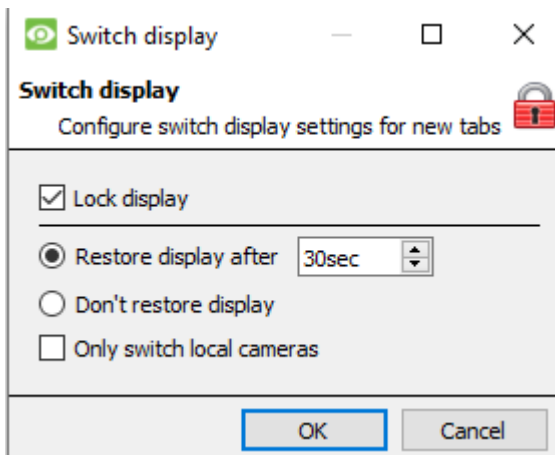 Switch display
Switch display
Configure switch display settings for new tabs
Lock display
Restore display after 30sec
Don't restore display
Only switch local cameras
OK Cancel